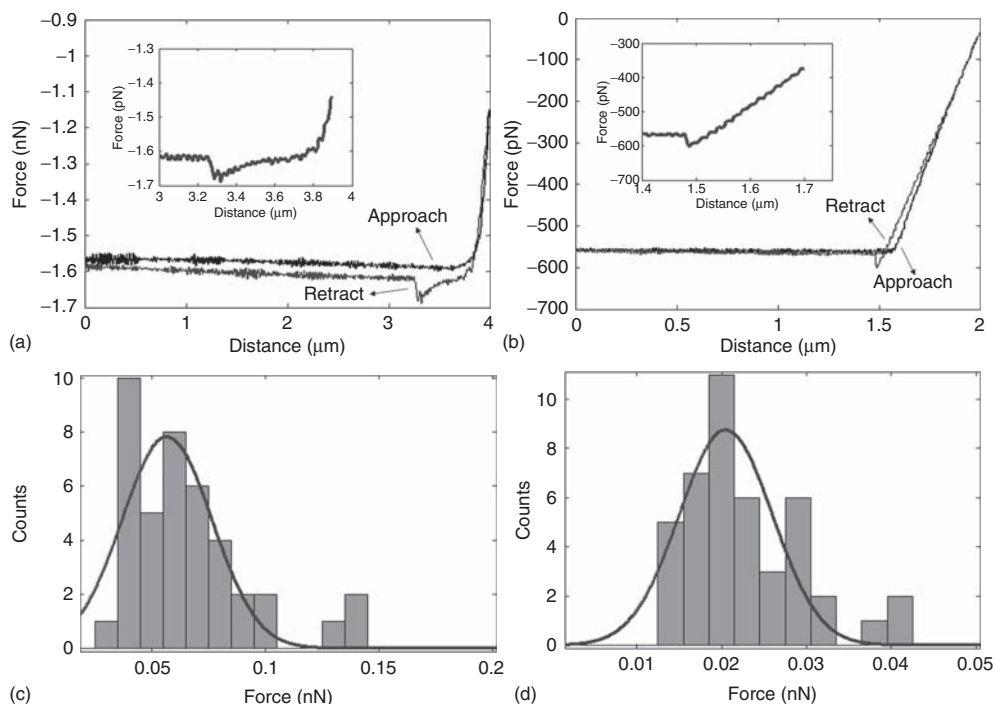 −0.9
−1
−1.1
−1.2
−1.3
−1.4
−1.5
−1.6
−1.7
Force (nN)
−1.3
−1.4
−1.5
−1.6
−1.7
Force (pN)
3 3.2 3.4 3.6 3.8 4
Distance (μm)
Approach
Retract
0 1 2 3 4
(a) Distance (μm)
pN)
0
−100
−200
−300
−400
−500
−600
−700
Force (pN)
−300
−400
−500
−600
−700
Force (pN)
1.4 1.5 1.6 1.7
Distance (μm)
Retract
Approach
0 0.5 1 1.5 2
(b) Distance (μm)
10
8
6
4
2
0
Counts
0.05 0.1 0.15 0.2
(c) Force (nN)
10
8
6
4
2
0
Counts
0.01 0.02 0.03 0.04 0.05
(d) Force (nN)